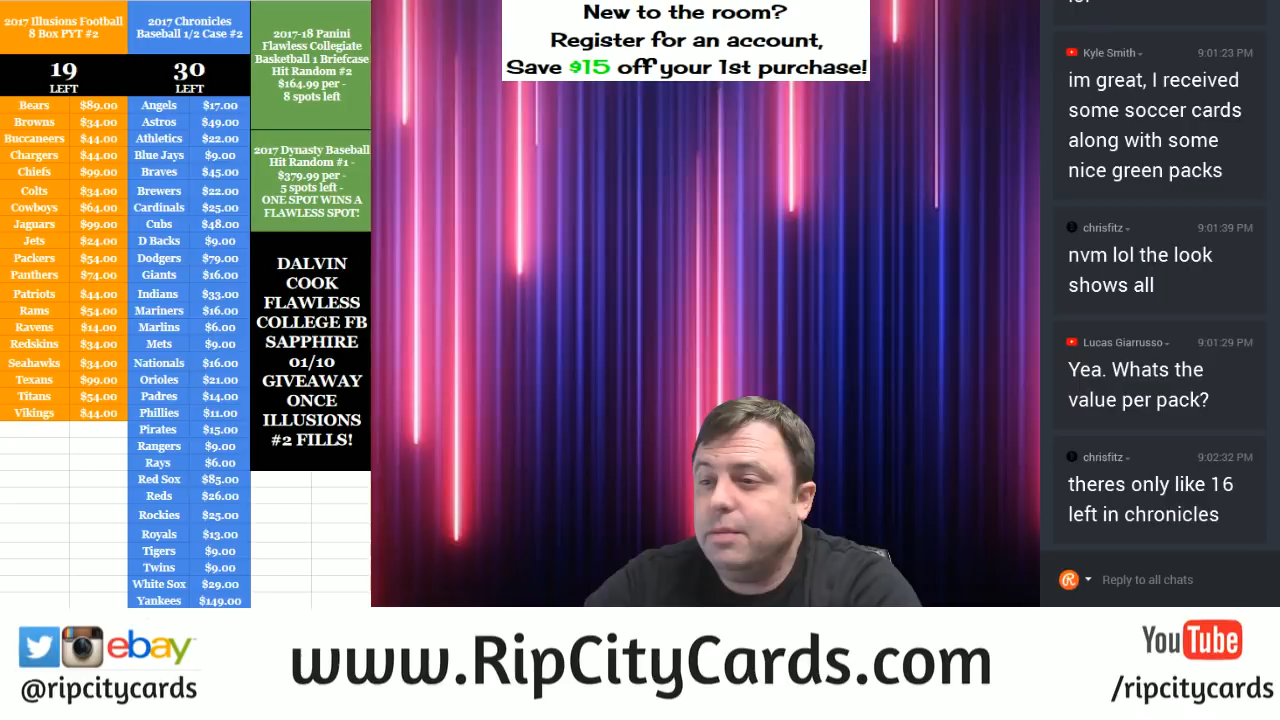 2017 Illusions Football
8 Box PYT #2
19
LEFT
Bears $89.00
Browns $34.00
Buccaneers $44.00
Chargers $44.00
Chiefs $99.00
Colts $34.00
Cowboys $64.00
Jaguars $99.00
Jets $24.00
Packers $54.00
Panthers $74.00
Patriots $44.00
Rams $54.00
Ravens $14.00
Redskins $34.00
Seahawks $34.00
Texans $99.00
Titans $54.00
Vikings $44.00
2017 Chronicles
Baseball 1/2 Case #2
30
LEFT
Angels $17.00
Astros $49.00
Athletics $22.00
Blue Jays $9.00
Braves $45.00
Brewers $22.00
Cardinals $25.00
Cubs $48.00
D Backs $9.00
Dodgers $79.00
Giants $16.00
Indians $33.00
Mariners $16.00
Marlins $6.00
Mets $9.00
Nationals $16.00
Orioles $21.00
Padres $14.00
Phillies $11.00
Pirates $15.00
Rangers $9.00
Rays $6.00
Red Sox $85.00
Reds $26.00
Rockies $25.00
Royals $13.00
Tigers $9.00
Twins $9.00
White Sox $29.00
Yankees $149.00
2017-18 Panini
Flawless Collegiate
Basketball 1 Briefcase
Hit Random #2
$164.99 per -
8 spots left
2017 Dynasty Baseball
Hit Random #1 -
$379.99 per -
5 spots left -
ONE SPOT WINS A
FLAWLESS SPOT!
DALVIN
COOK
FLAWLESS
COLLEGE FB
SAPPHIRE
01/10
GIVEAWAY
ONCE
ILLUSIONS
#2 FILLS!
New to the room?
Register for an account,
Save $15 off your 1st purchase!
Kyle Smith 9:01:23 PM
im great, I received
some soccer cards
along with some
nice green packs
chrisfitz 9:01:39 PM
nvm lol the look
shows all
Lucas Giarrusso 9:01:29 PM
Yea. Whats the
value per pack?
chrisfitz 9:02:32 PM
theres only like 16
left in chronicles
Reply to all chats
ebay
@ripcitycards
www.RipCityCards.com
YouTube
/ripcitycards